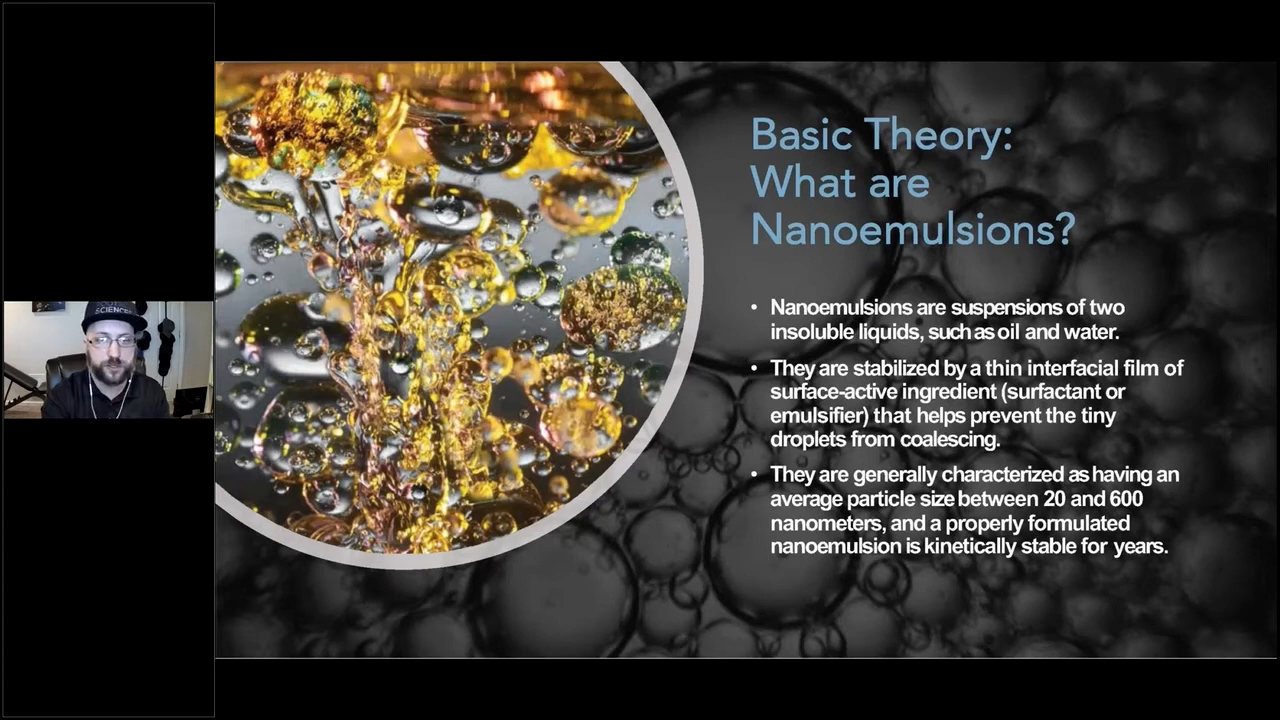 Basic Theory:
What are
Nanoemulsions?
• Nanoemulsions are suspensions of two
insoluble liquids, such as oil and water.
• They are stabilized by a thin interfacial film of
surface-active ingredient (surfactant or
emulsifier) that helps prevent the tiny
droplets from coalescing.
• They are generally characterized as having an
average particle size between 20 and 600
nanometers, and a properly formulated
nanoemulsion is kinetically stable for years.
SCIENCE